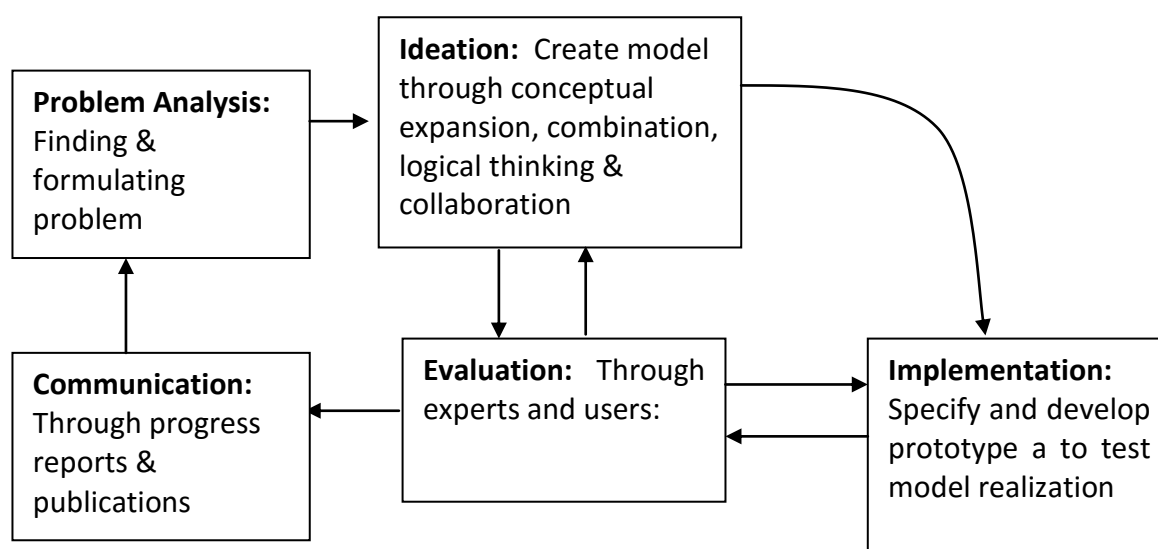 Problem Analysis:
Finding &
formulating
problem
Ideation: Create model
through conceptual
expansion, combination,
logical thinking &
collaboration
Communication:
Through progress
reports &
publications
Evaluation: Through
experts and users:
Implementation:
Specify and develop
prototype a to test
model realization